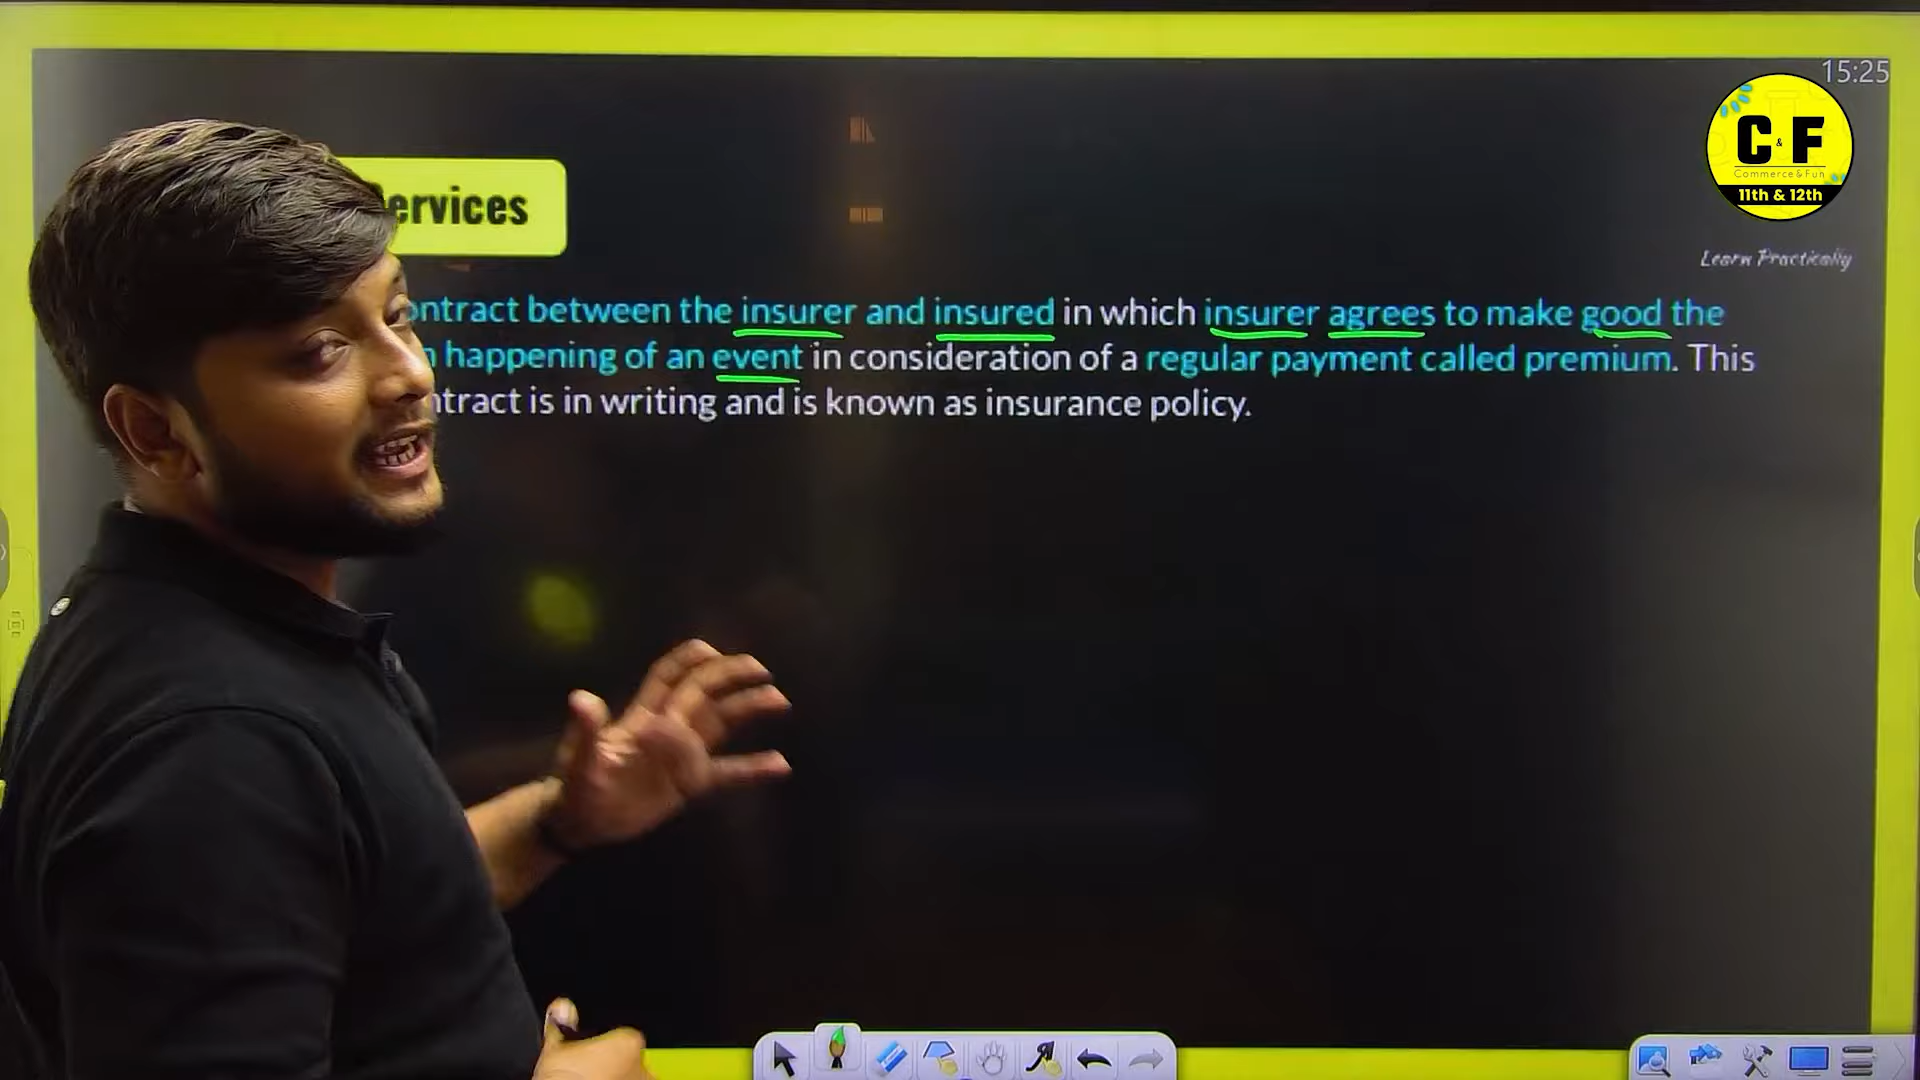 15:25
C & F
Commerce & Fun
11th & 12th
Learn Practically
ervices
ontract between the insurer and insured in which insurer agrees to make good the
happening of an event in consideration of a regular payment called premium. This
ntract is in writing and is known as insurance policy.